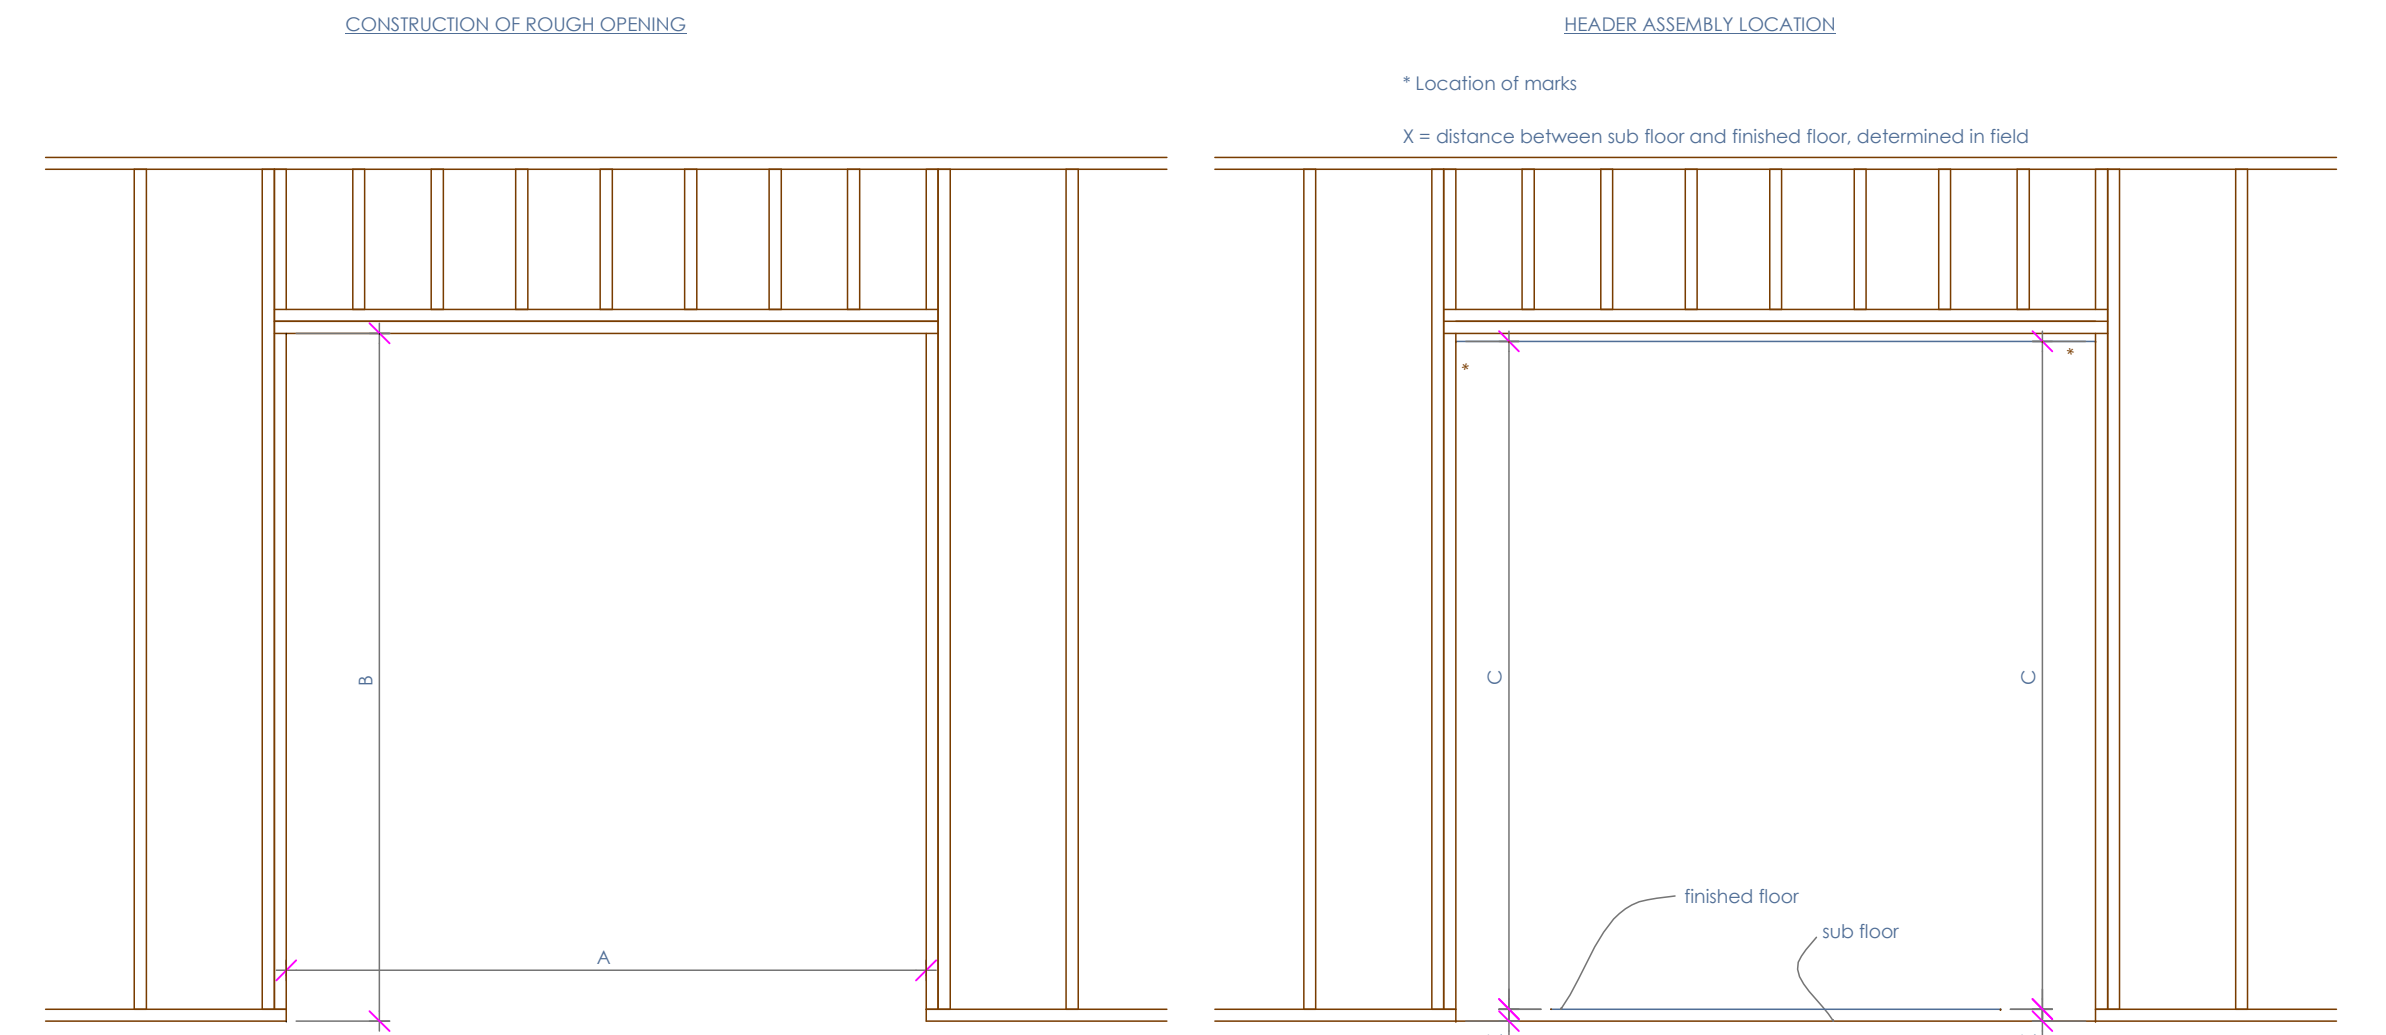 CONSTRUCTION OF ROUGH OPENING
HEADER ASSEMBLY LOCATION
* Location of marks
X = distance between sub floor and finished floor, determined in field
*
*
B
C
C
finished floor
sub floor
A